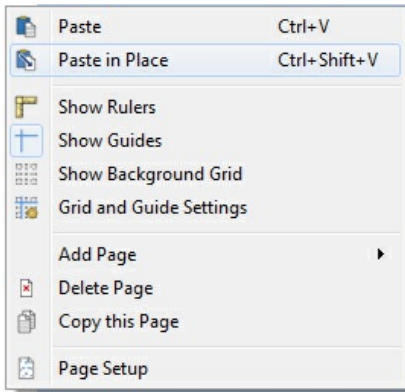 Paste Ctrl+V
Paste in Place Ctrl+Shift+V
Show Rulers
Show Guides
Show Background Grid
Grid and Guide Settings
Add Page
Delete Page
Copy this Page
Page Setup